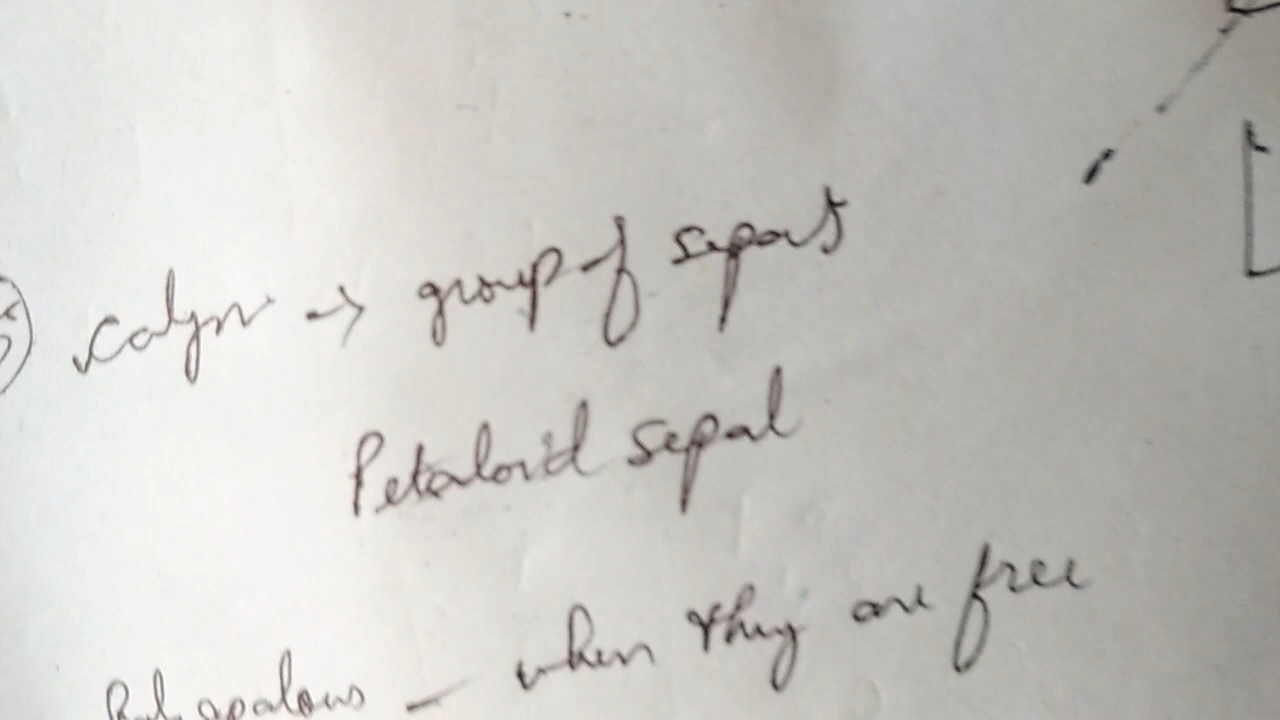 Calyx → group of sepals
Petaloid sepal
– when they are free